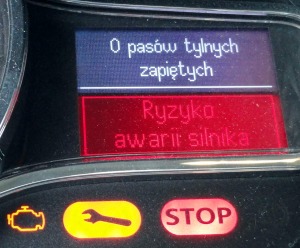 0 pasów tylnych
zapiętych
Ryzyko
awarii silnika
STOP